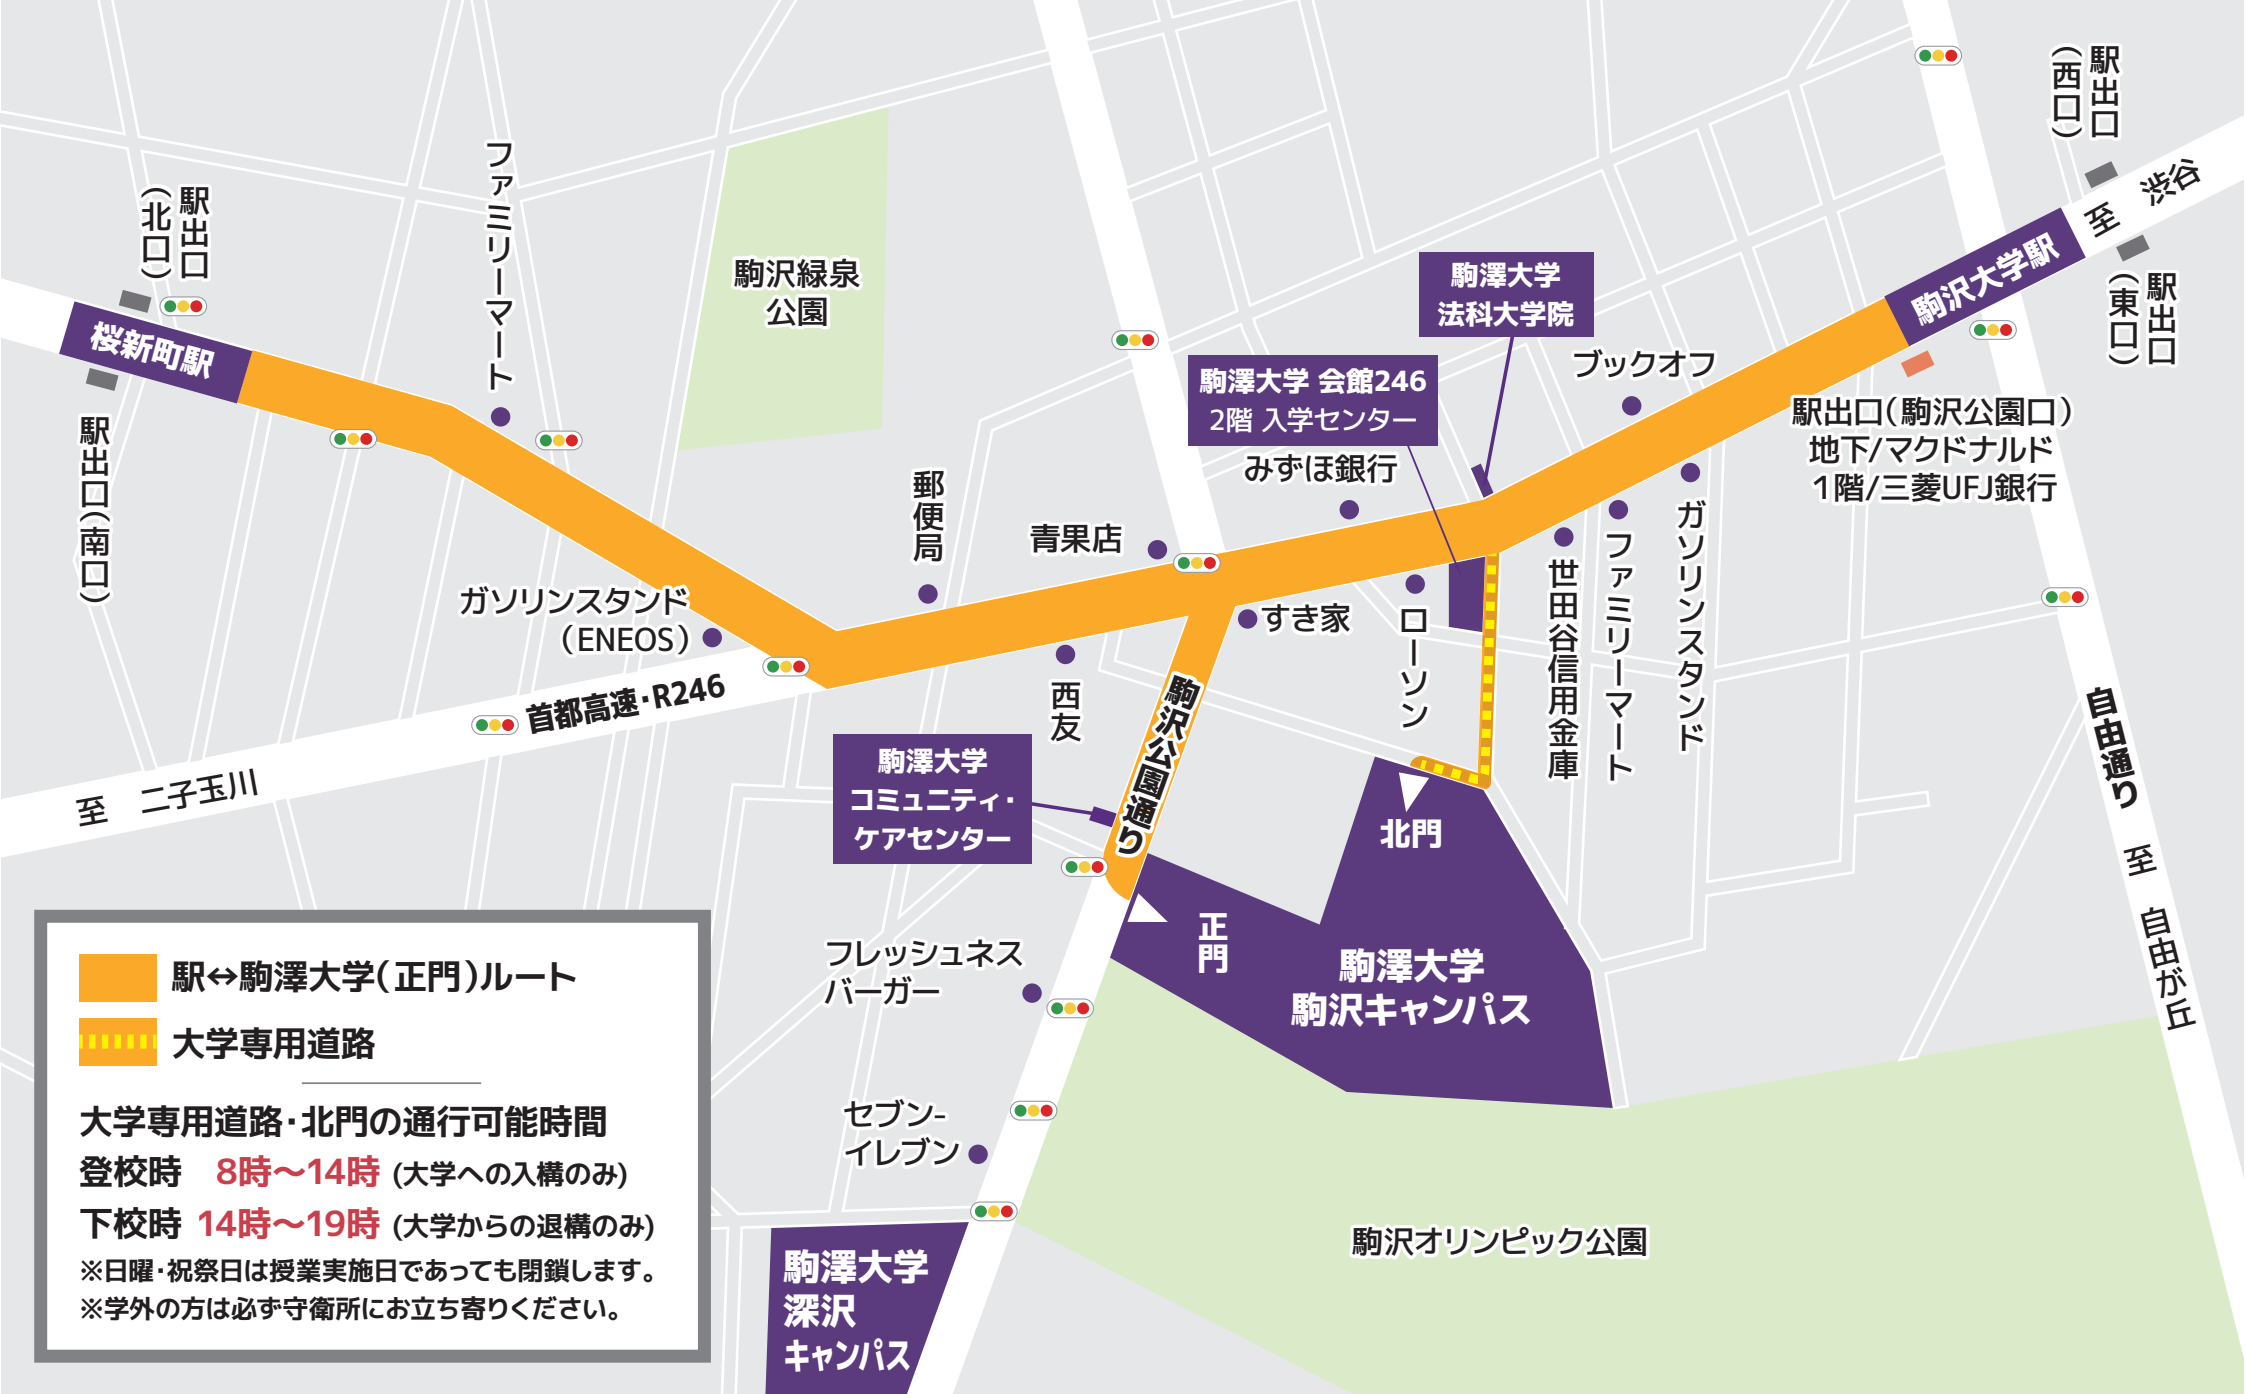 駅出口
(西口)
至 渋谷
駒沢大学駅
駅出口
(東口)
駅出口(駒沢公園口)
地下/マクドナルド
1階/三菱UFJ銀行
駅出口
(北口)
桜新町駅
駅出口(南口)
ファミリーマート
駒沢緑泉
公園
駒澤大学
法科大学院
駒澤大学 会館246
2階 入学センター
みずほ銀行
ブックオフ
郵便局
青果店
ガソリンスタンド
(ENEOS)
首都高速・R246
至 二子玉川
西友
すき家
ローソン
世田谷信用金庫
ファミリーマート
ガソリンスタンド
駒沢公園通り
自由通り 至 自由が丘
駒澤大学
コミュニティ・
ケアセンター
北門
正門
駒澤大学
駒沢キャンパス
フレッシュネス
バーガー
セブン-
イレブン
駒沢オリンピック公園
駒澤大学
深沢
キャンパス
駅↔駒澤大学(正門)ルート
大学専用道路
大学専用道路・北門の通行可能時間
登校時 8時〜14時 (大学への入構のみ)
下校時 14時〜19時 (大学からの退構のみ)
※日曜・祝祭日は授業実施日であっても閉鎖します。
※学外の方は必ず守衛所にお立ち寄りください。